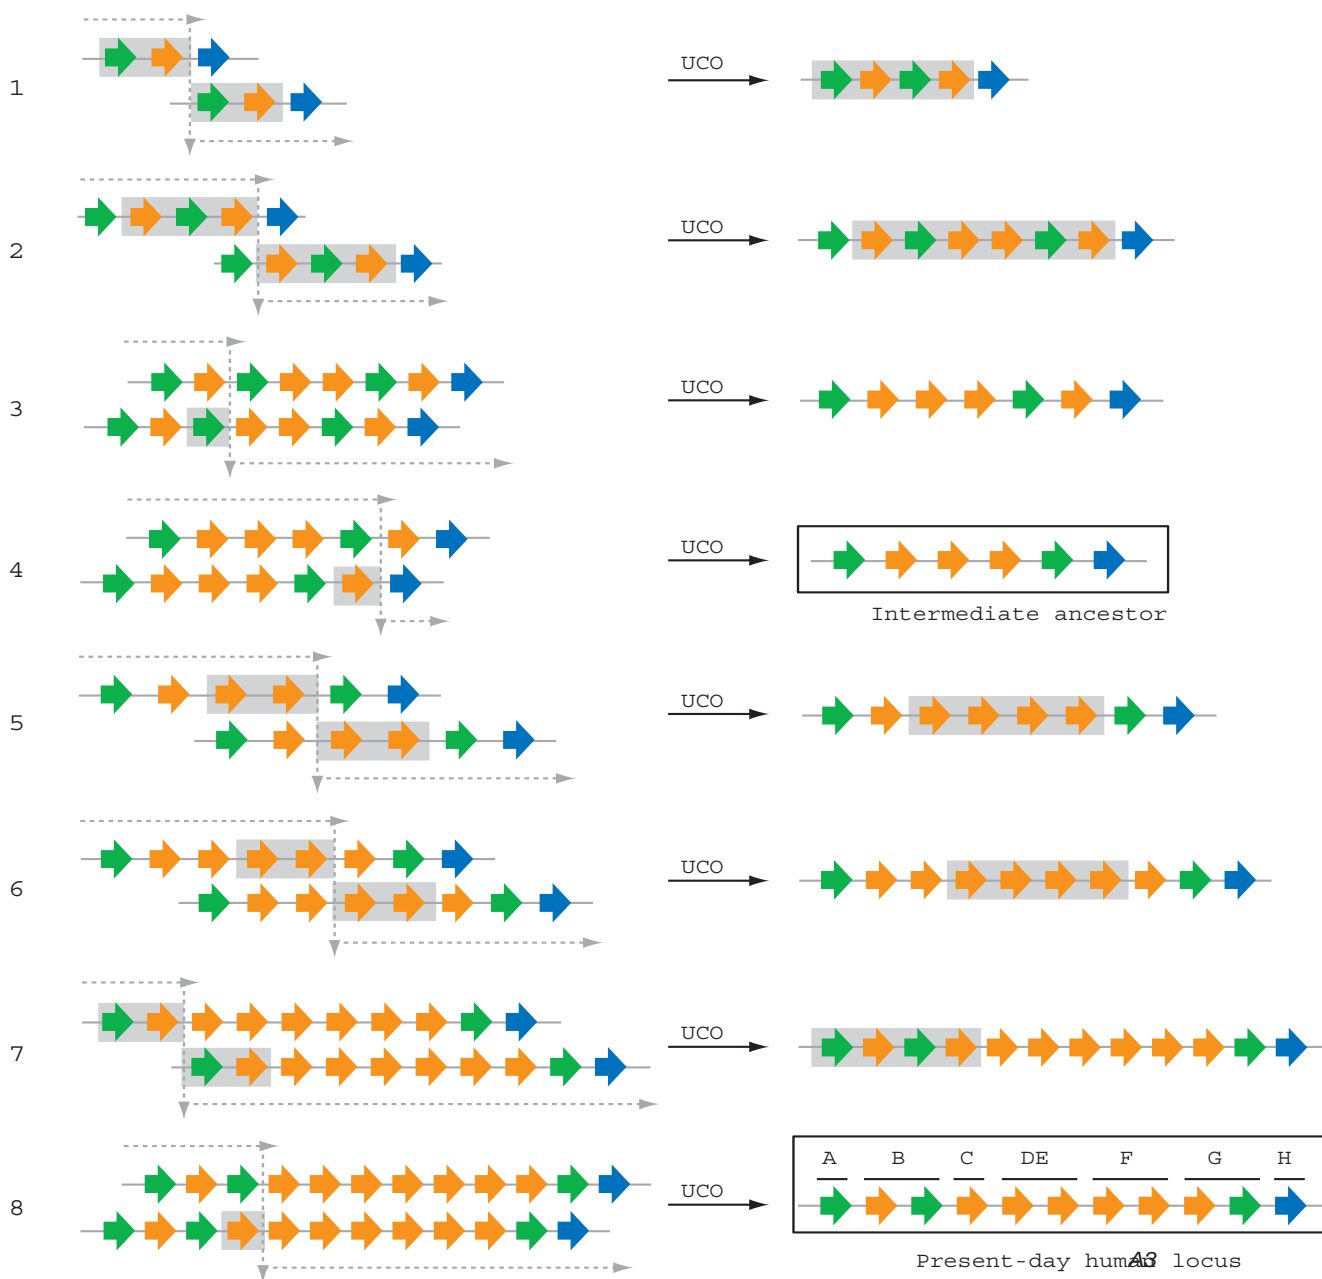 1 UCO
2 UCO
3 UCO
4 UCO
Intermediate ancestor
5 UCO
6 UCO
7 UCO
8 UCO
A B C DE F G H
Present-day human A3 locus